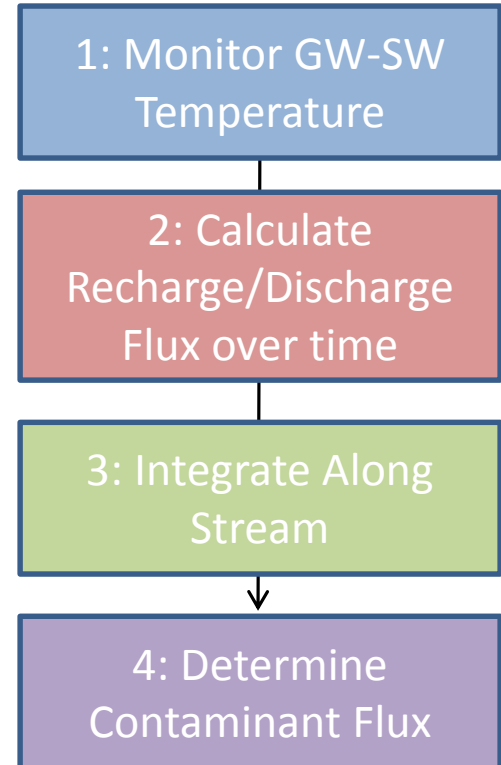 1: Monitor GW-SW
Temperature
2: Calculate
Recharge/Discharge
Flux over time
3: Integrate Along
Stream
4: Determine
Contaminant Flux